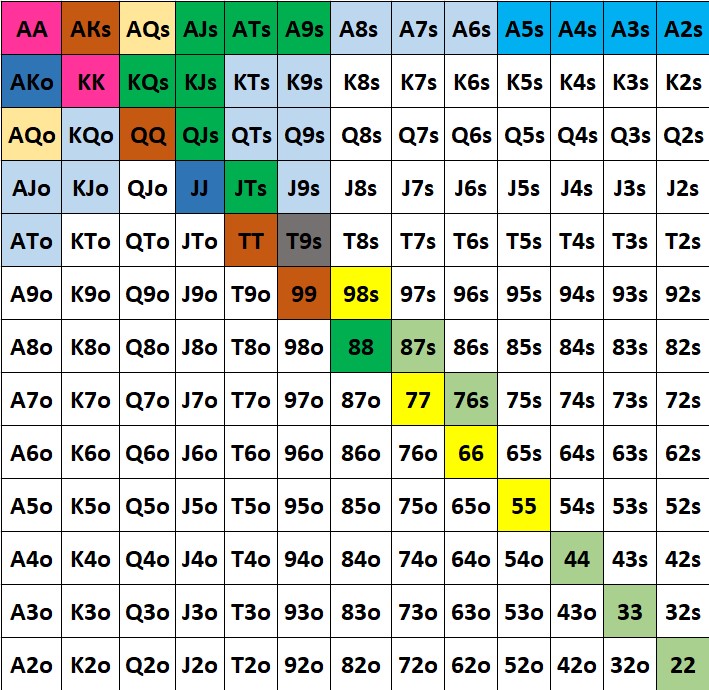 AA AKs AQs AJs ATs A9s A8s A7s A6s A5s A4s A3s A2s
AKo KK KQs KJs KTs K9s K8s K7s K6s K5s K4s K3s K2s
AQo KQo QQ QJs QTs Q9s Q8s Q7s Q6s Q5s Q4s Q3s Q2s
AJo KJo QJo JJ JTs J9s J8s J7s J6s J5s J4s J3s J2s
ATo KTo QTo JTo TT T9s T8s T7s T6s T5s T4s T3s T2s
A9o K9o Q9o J9o T9o 99 98s 97s 96s 95s 94s 93s 92s
A8o K8o Q8o J8o T8o 98o 88 87s 86s 85s 84s 83s 82s
A7o K7o Q7o J7o T7o 97o 87o 77 76s 75s 74s 73s 72s
A6o K6o Q6o J6o T6o 96o 86o 76o 66 65s 64s 63s 62s
A5o K5o Q5o J5o T5o 95o 85o 75o 65o 55 54s 53s 52s
A4o K4o Q4o J4o T4o 94o 84o 74o 64o 54o 44 43s 42s
A3o K3o Q3o J3o T3o 93o 83o 73o 63o 53o 43o 33 32s
A2o K2o Q2o J2o T2o 92o 82o 72o 62o 52o 42o 32o 22